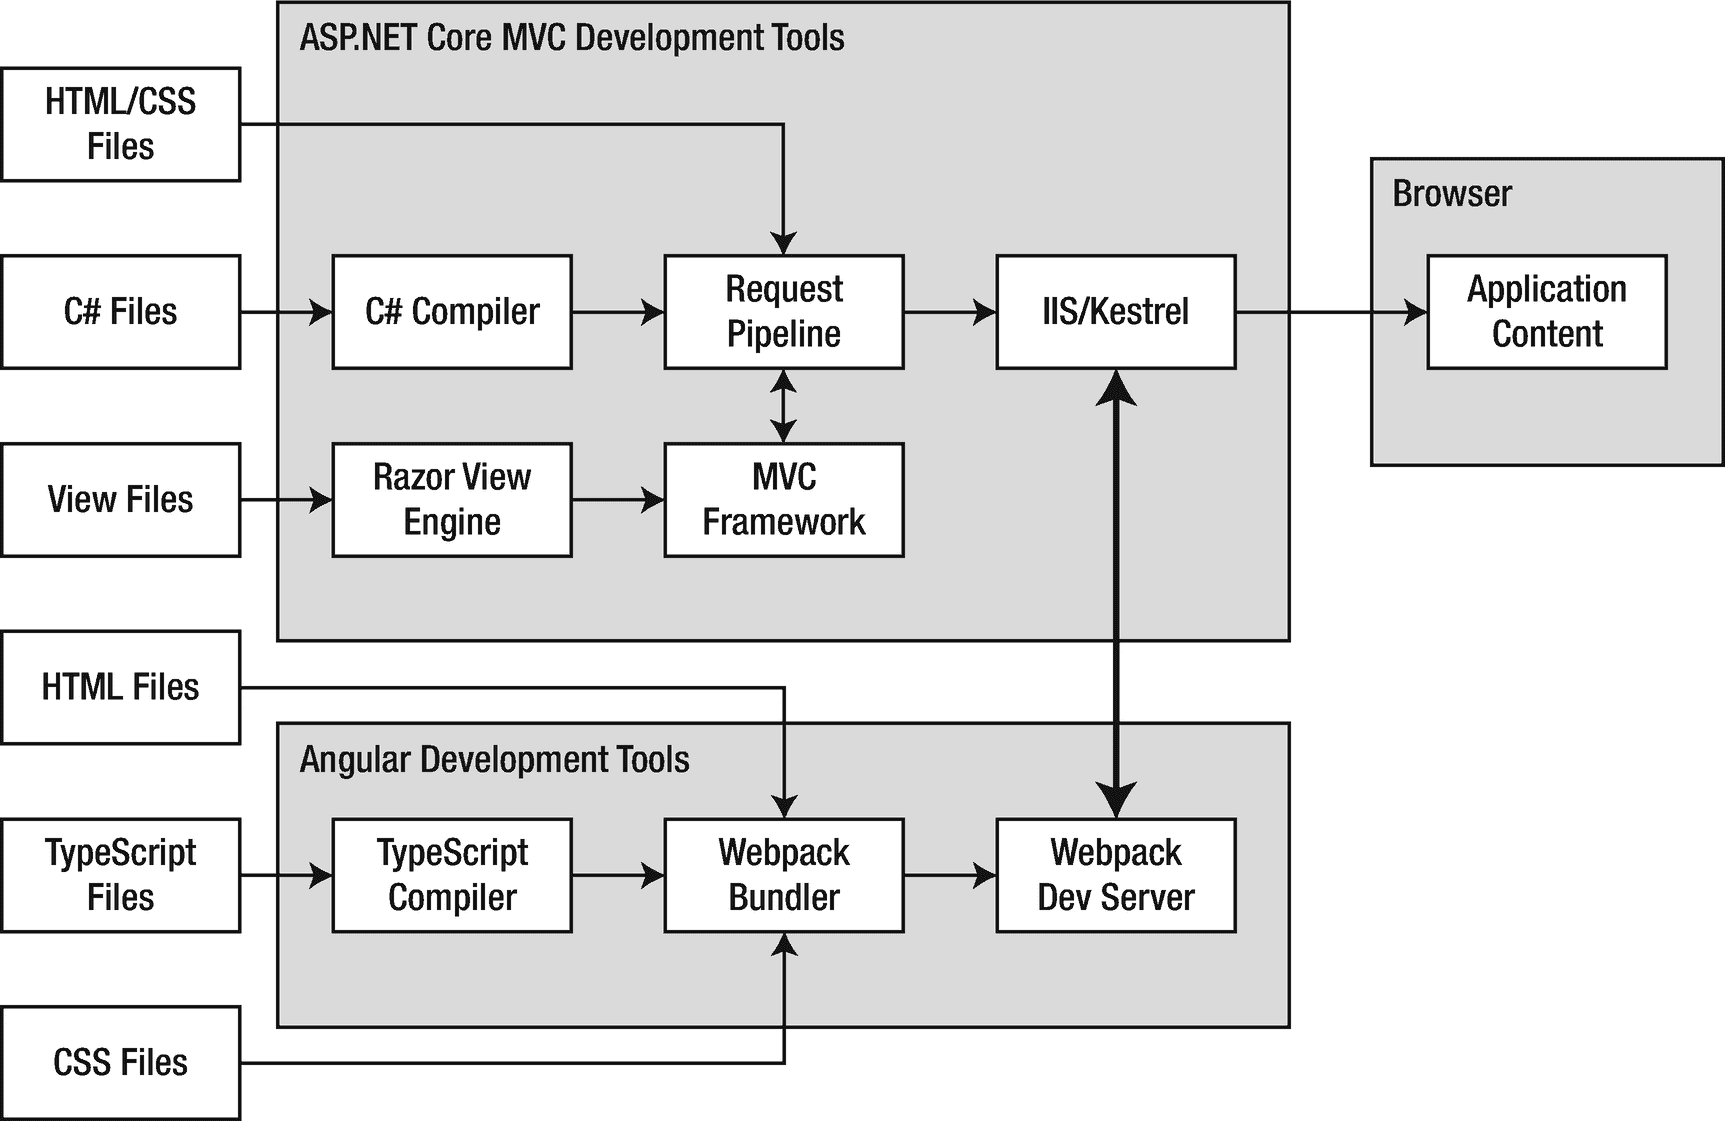 ASP.NET Core MVC Development Tools
HTML/CSS
Files
Browser
C# Files
C# Compiler
Request
Pipeline
IIS/Kestrel
Application
Content
View Files
Razor View
Engine
MVC
Framework
HTML Files
Angular Development Tools
TypeScript
Files
TypeScript
Compiler
Webpack
Bundler
Webpack
Dev Server
CSS Files